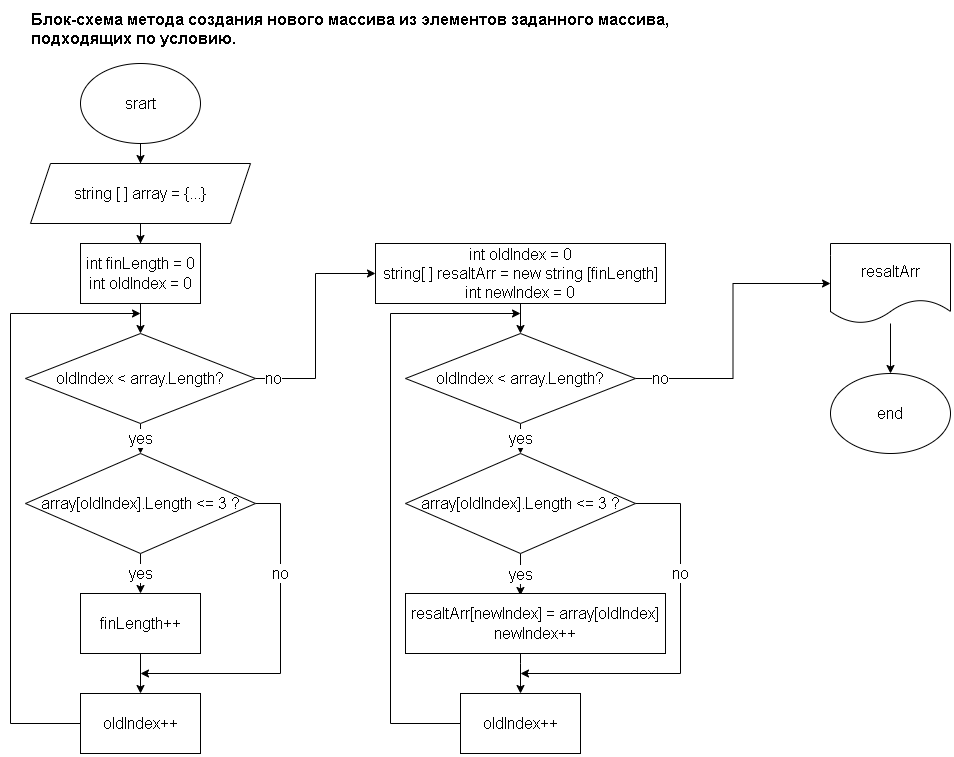 Блок-схема метода создания нового массива из элементов заданного массива,
подходящих по условию.
srart
string [ ] array = {...}
int finLength = 0
int oldIndex = 0
oldIndex < array.Length?
no
yes
array[oldIndex].Length <= 3 ?
yes
no
finLength++
oldIndex++
int oldIndex = 0
string[ ] resaltArr = new string [finLength]
int newIndex = 0
oldIndex < array.Length?
no
yes
array[oldIndex].Length <= 3 ?
yes
no
resaltArr[newIndex] = array[oldIndex]
newIndex++
oldIndex++
resaltArr
end